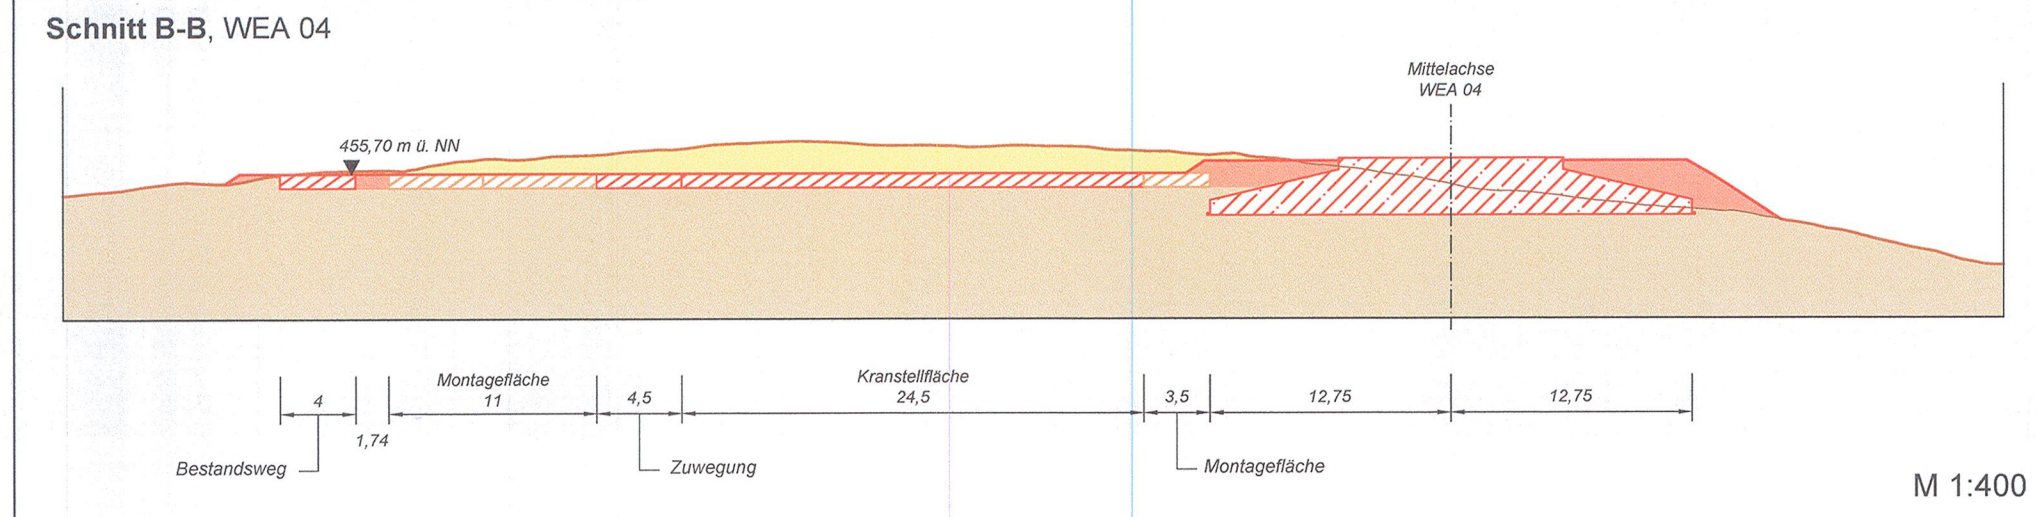 Schnitt B-B, WEA 04
Mittelachse
WEA 04
455,70 m ü. NN
Montagefläche
11
Kranstellfläche
24,5
4
4,5
3,5
12,75
12,75
1,74
Bestandsweg
Zuwegung
Montagefläche
M 1:400